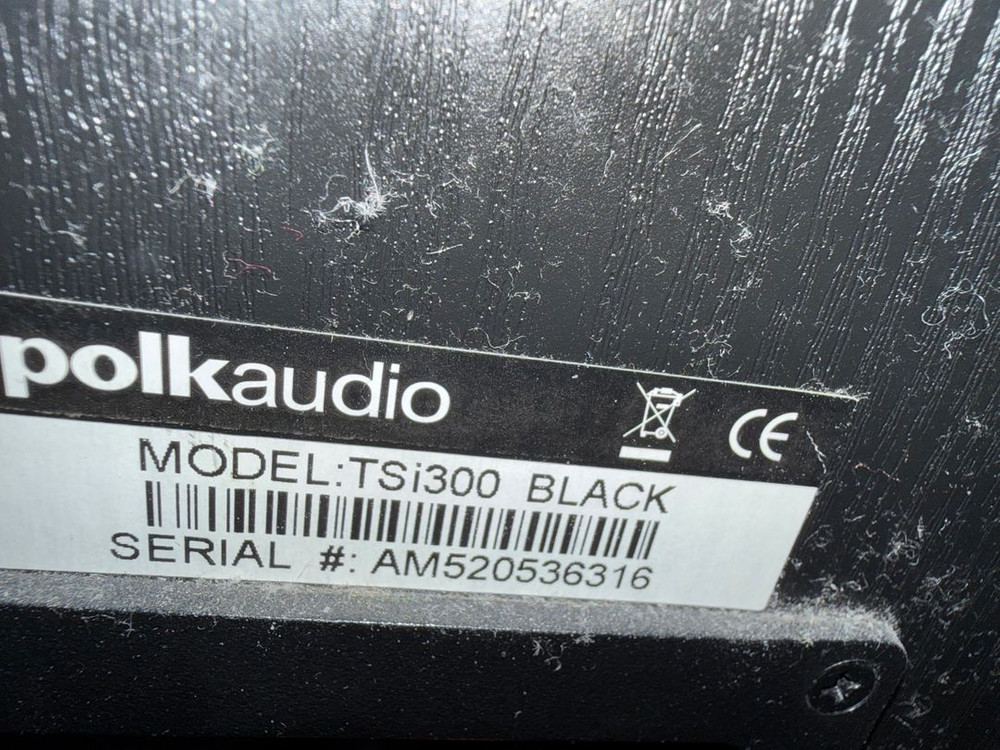 polkaudio
CE
MODEL:TSi300 BLACK
SERIAL #: AM520536316